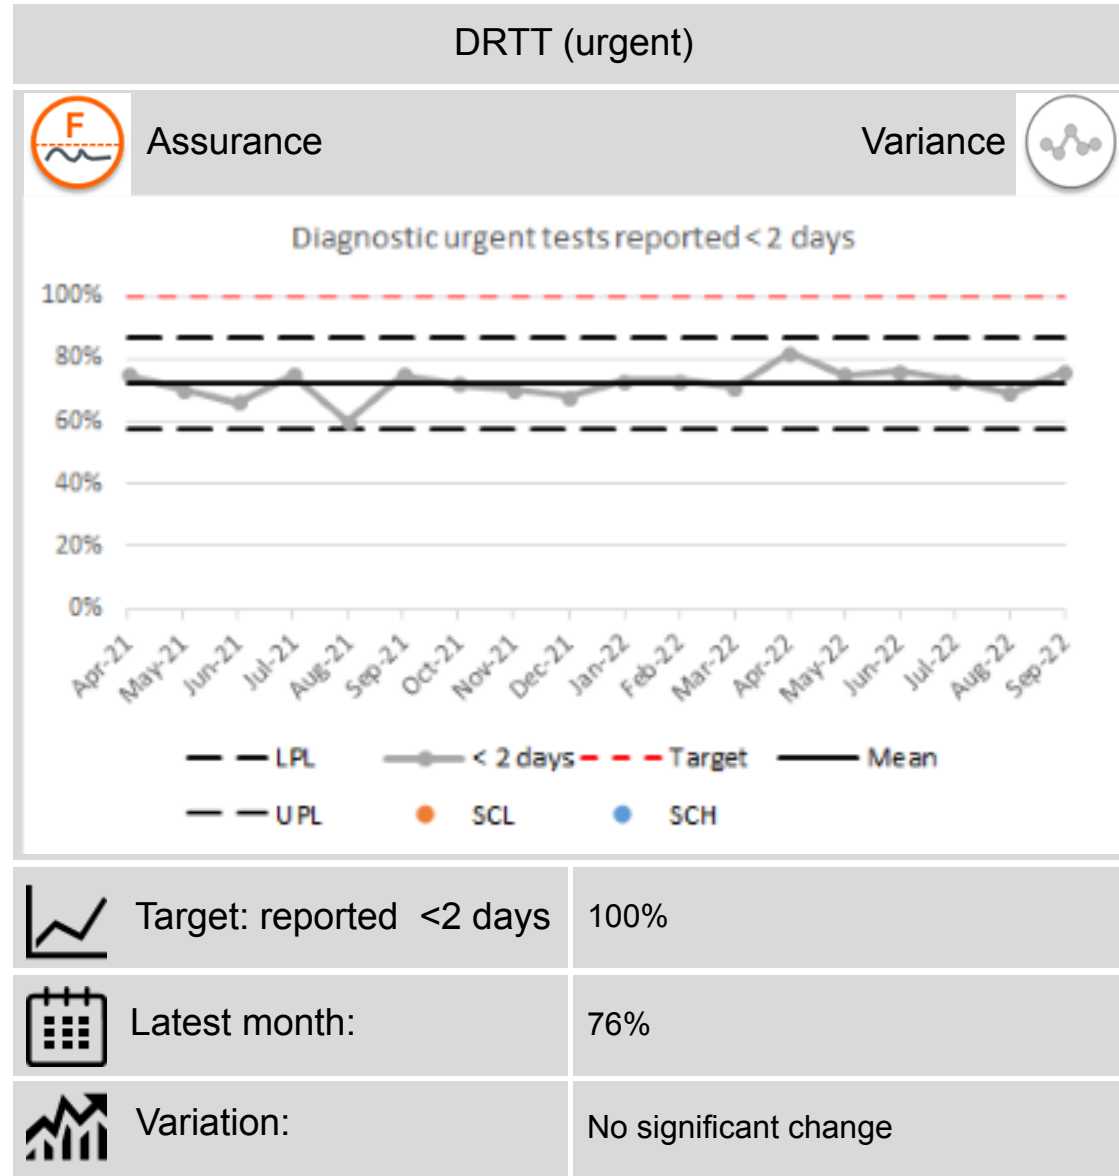 DRTT (urgent)
F
Assurance
Variance
Diagnostic urgent tests reported < 2 days
100%
80%
60%
40%
20%
0%
Apr-21 May-21 Jun-21 Jul-21 Aug-21 Sep-21 Oct-21 Nov-21 Dec-21 Jan-22 Feb-22 Mar-22 Apr-22 May-22 Jun-22 Jul-22 Aug-22 Sep-22
LPL < 2 days Target Mean
UPL SCL SCH
Target: reported <2 days 100%
Latest month: 76%
Variation: No significant change